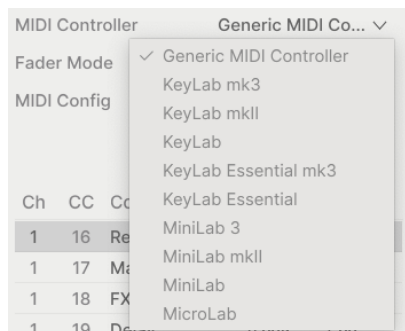 MIDI Controller Generic MIDI Co...
Generic MIDI Controller
Fader Mode
KeyLab mk3
MIDI Config
KeyLab mkII
KeyLab
KeyLab Essential mk3
Ch CC
KeyLab Essential
MiniLab 3
1 16 Re
MiniLab mkII
1 17 Ma
MiniLab
1 18 FX
MicroLab
1 19